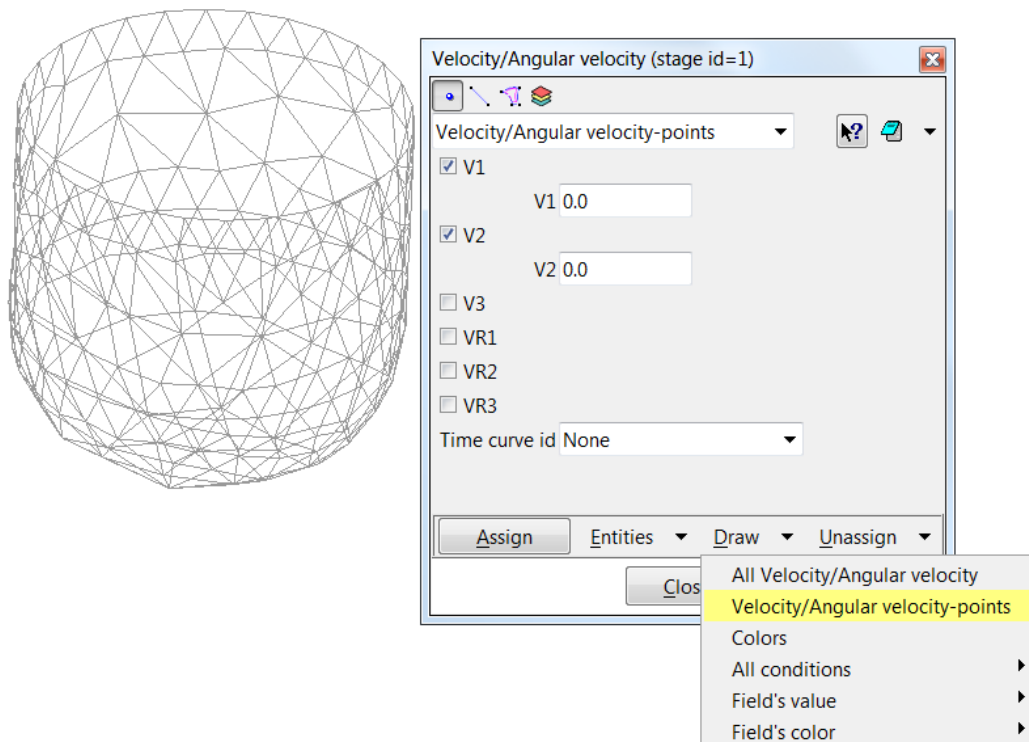 Velocity/Angular velocity (stage id=1)
Velocity/Angular velocity-points
?
V1
V1 0.0
V2
V2 0.0
V3
VR1
VR2
VR3
Time curve id None
Assign Entities Draw Unassign
Clos
All Velocity/Angular velocity
Velocity/Angular velocity-points
Colors
All conditions
Field's value
Field's color